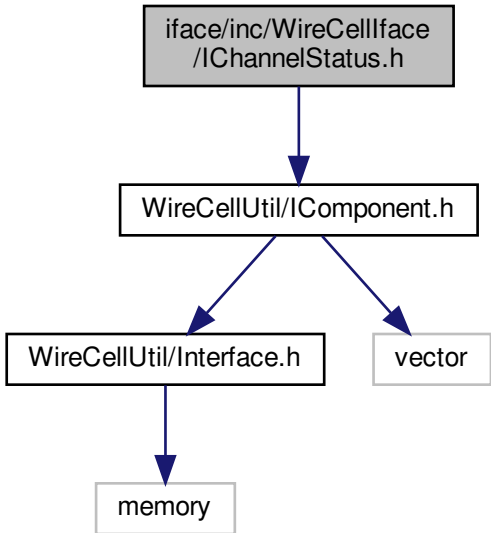 iface/inc/WireCellIface
/IChannelStatus.h
WireCellUtil/IComponent.h
WireCellUtil/Interface.h
vector
memory